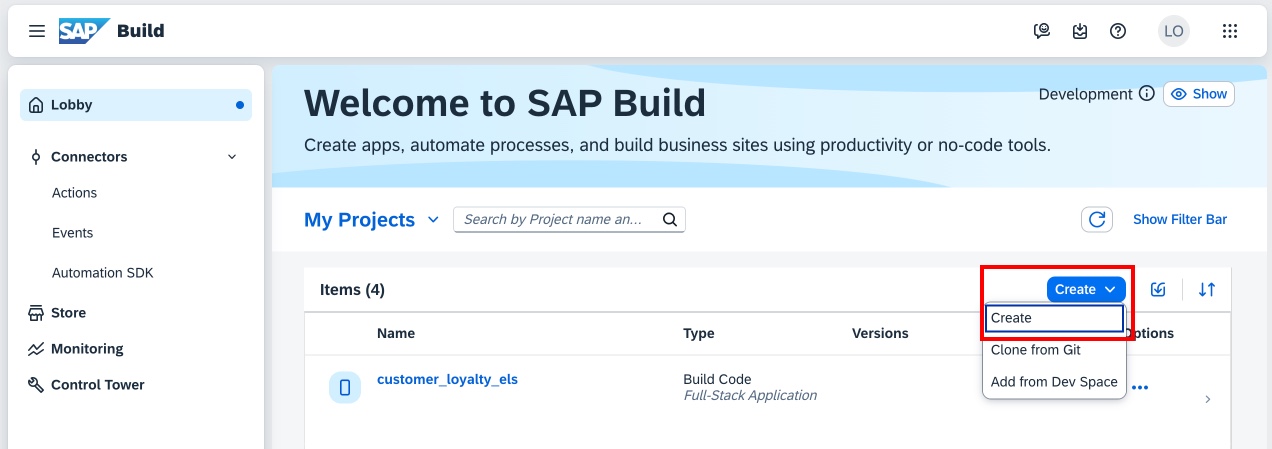 SAP Build
LO
Lobby
Connectors
Actions
Events
Automation SDK
Store
Monitoring
Control Tower
Welcome to SAP Build
Development
Show
Create apps, automate processes, and build business sites using productivity or no-code tools.
My Projects
Search by Project name an...
Show Filter Bar
Items (4)
Create
Create
Clone from Git
Add from Dev Space
Name
Type
Versions
Options
customer_loyalty_els
Build Code
Full-Stack Application